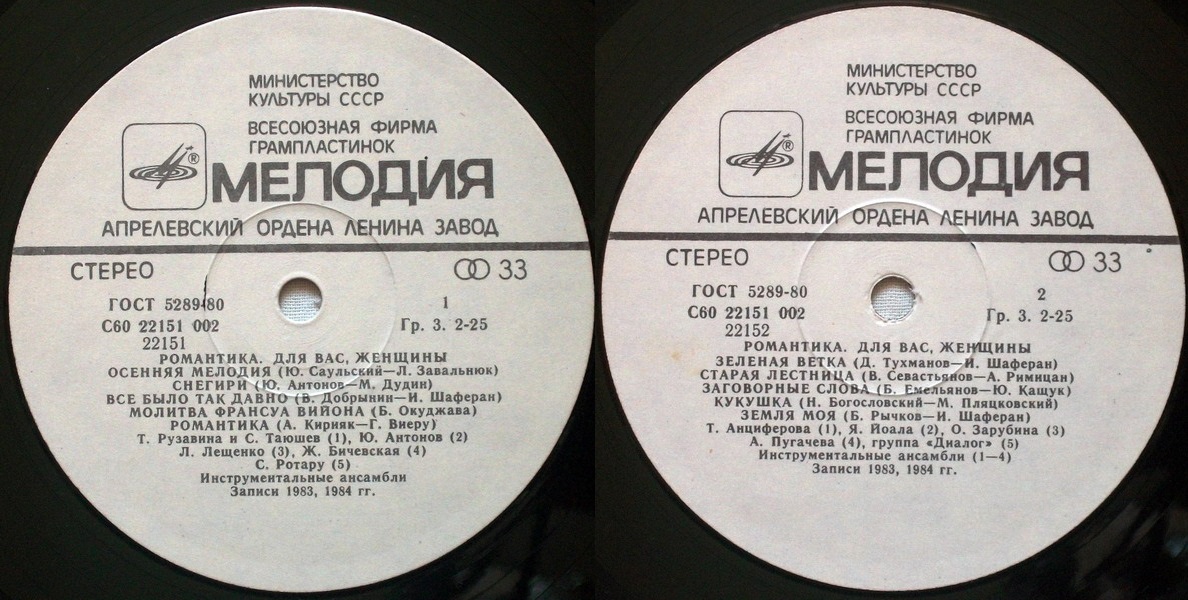 МИНИСТЕРСТВО
КУЛЬТУРЫ СССР
ВСЕСОЮЗНАЯ ФИРМА
ГРАМПЛАСТИНОК
®
МЕЛОДИЯ
АПРЕЛЕВСКИЙ ОРДЕНА ЛЕНИНА ЗАВОД
СТЕРЕО 33
ГОСТ 5289-80 1
С60 22151 002 Гр. 3. 2-25
22151
РОМАНТИКА. ДЛЯ ВАС, ЖЕНЩИНЫ
ОСЕННЯЯ МЕЛОДИЯ (Ю. Саульский—Л. Завальнюк)
СНЕГИРИ (Ю. Антонов—М. Дудин)
ВСЕ БЫЛО ТАК ДАВНО (В. Добрынин—И. Шаферан)
МОЛИТВА ФРАНСУА ВИЙОНА (Б. Окуджава)
РОМАНТИКА (А. Кирияк—Г. Виеру)
Т. Рузавина и С. Таюшев (1), Ю. Антонов (2)
Л. Лещенко (3), Ж. Бичевская (4)
С. Ротару (5)
Инструментальные ансамбли
Записи 1983, 1984 гг.
МИНИСТЕРСТВО
КУЛЬТУРЫ СССР
ВСЕСОЮЗНАЯ ФИРМА
ГРАМПЛАСТИНОК
®
МЕЛОДИЯ
АПРЕЛЕВСКИЙ ОРДЕНА ЛЕНИНА ЗАВОД
СТЕРЕО 33
ГОСТ 5289-80 2
С60 22151 002 Гр. 3. 2-25
22152
РОМАНТИКА. ДЛЯ ВАС, ЖЕНЩИНЫ
ЗЕЛЕНАЯ ВЕТКА (Д. Тухманов—И. Шаферан)
СТАРАЯ ЛЕСТНИЦА (В. Севастьянов—А. Римицан)
ЗАГОВОРНЫЕ СЛОВА (Б. Емельянов—Ю. Кащук)
КУКУШКА (Н. Богословский—М. Пляцковский)
ЗЕМЛЯ МОЯ (Б. Рычков—И. Шаферан)
Т. Анциферова (1), Я. Йоала (2), О. Зарубина (3)
А. Пугачева (4), группа «Диалог» (5)
Инструментальные ансамбли (1—4)
Записи 1983, 1984 гг.